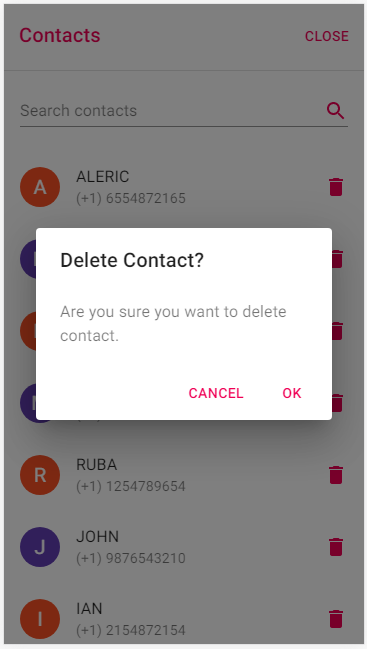 Contacts CLOSE
Search contacts
A ALERIC
(+1) 6554872165
Delete Contact?
Are you sure you want to delete
contact.
CANCEL OK
R RUBA
(+1) 1254789654
J JOHN
(+1) 9876543210
I IAN
(+1) 2154872154